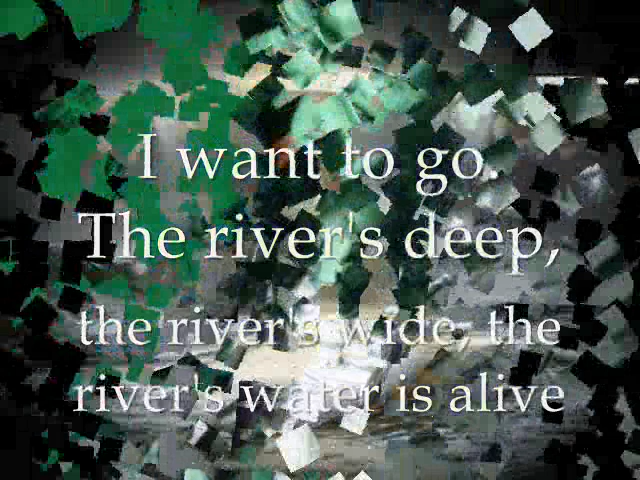 I want to go.
The river's deep,
the river's wide, the
river's water is alive